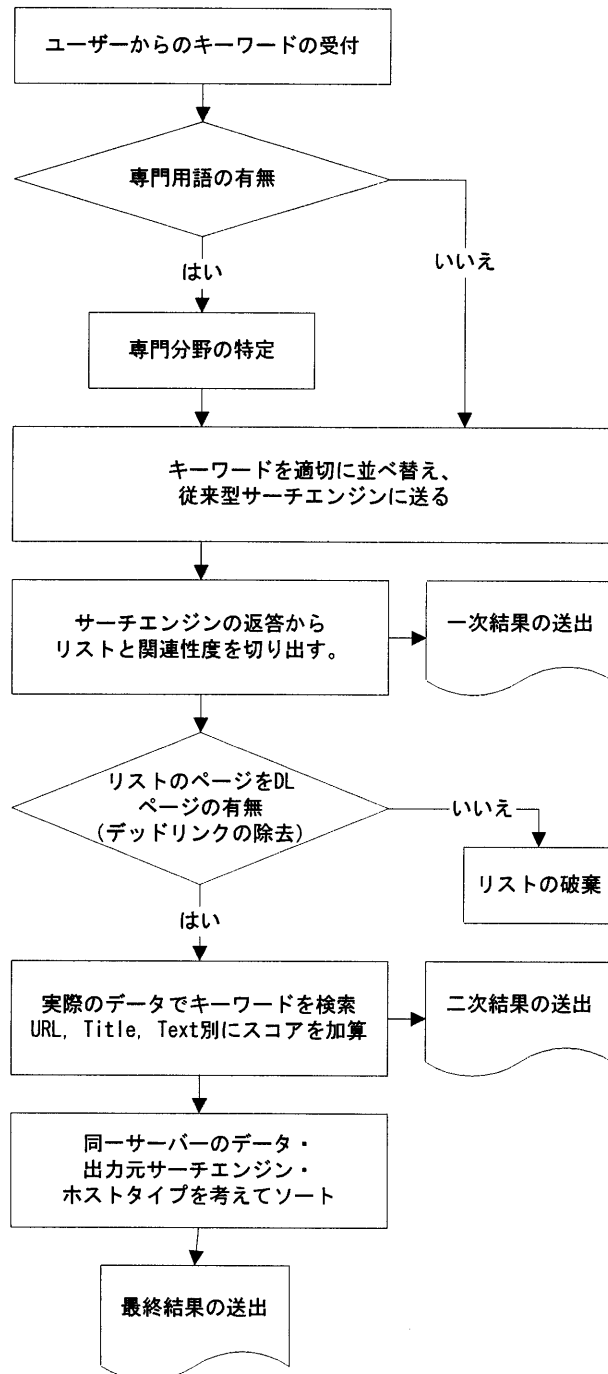 ユーザーからのキーワードの受付
専門用語の有無
はい
いいえ
専門分野の特定
キーワードを適切に並べ替え、
従来型サーチエンジンに送る
サーチエンジンの返答から
リストと関連性度を切り出す。
一次結果の送出
リストのページをDL
ページの有無
(デッドリンクの除去)
いいえ
リストの破棄
はい
実際のデータでキーワードを検索
URL, Title, Text別にスコアを加算
二次結果の送出
同一サーバーのデータ・
出力元サーチエンジン・
ホストタイプを考えてソート
最終結果の送出